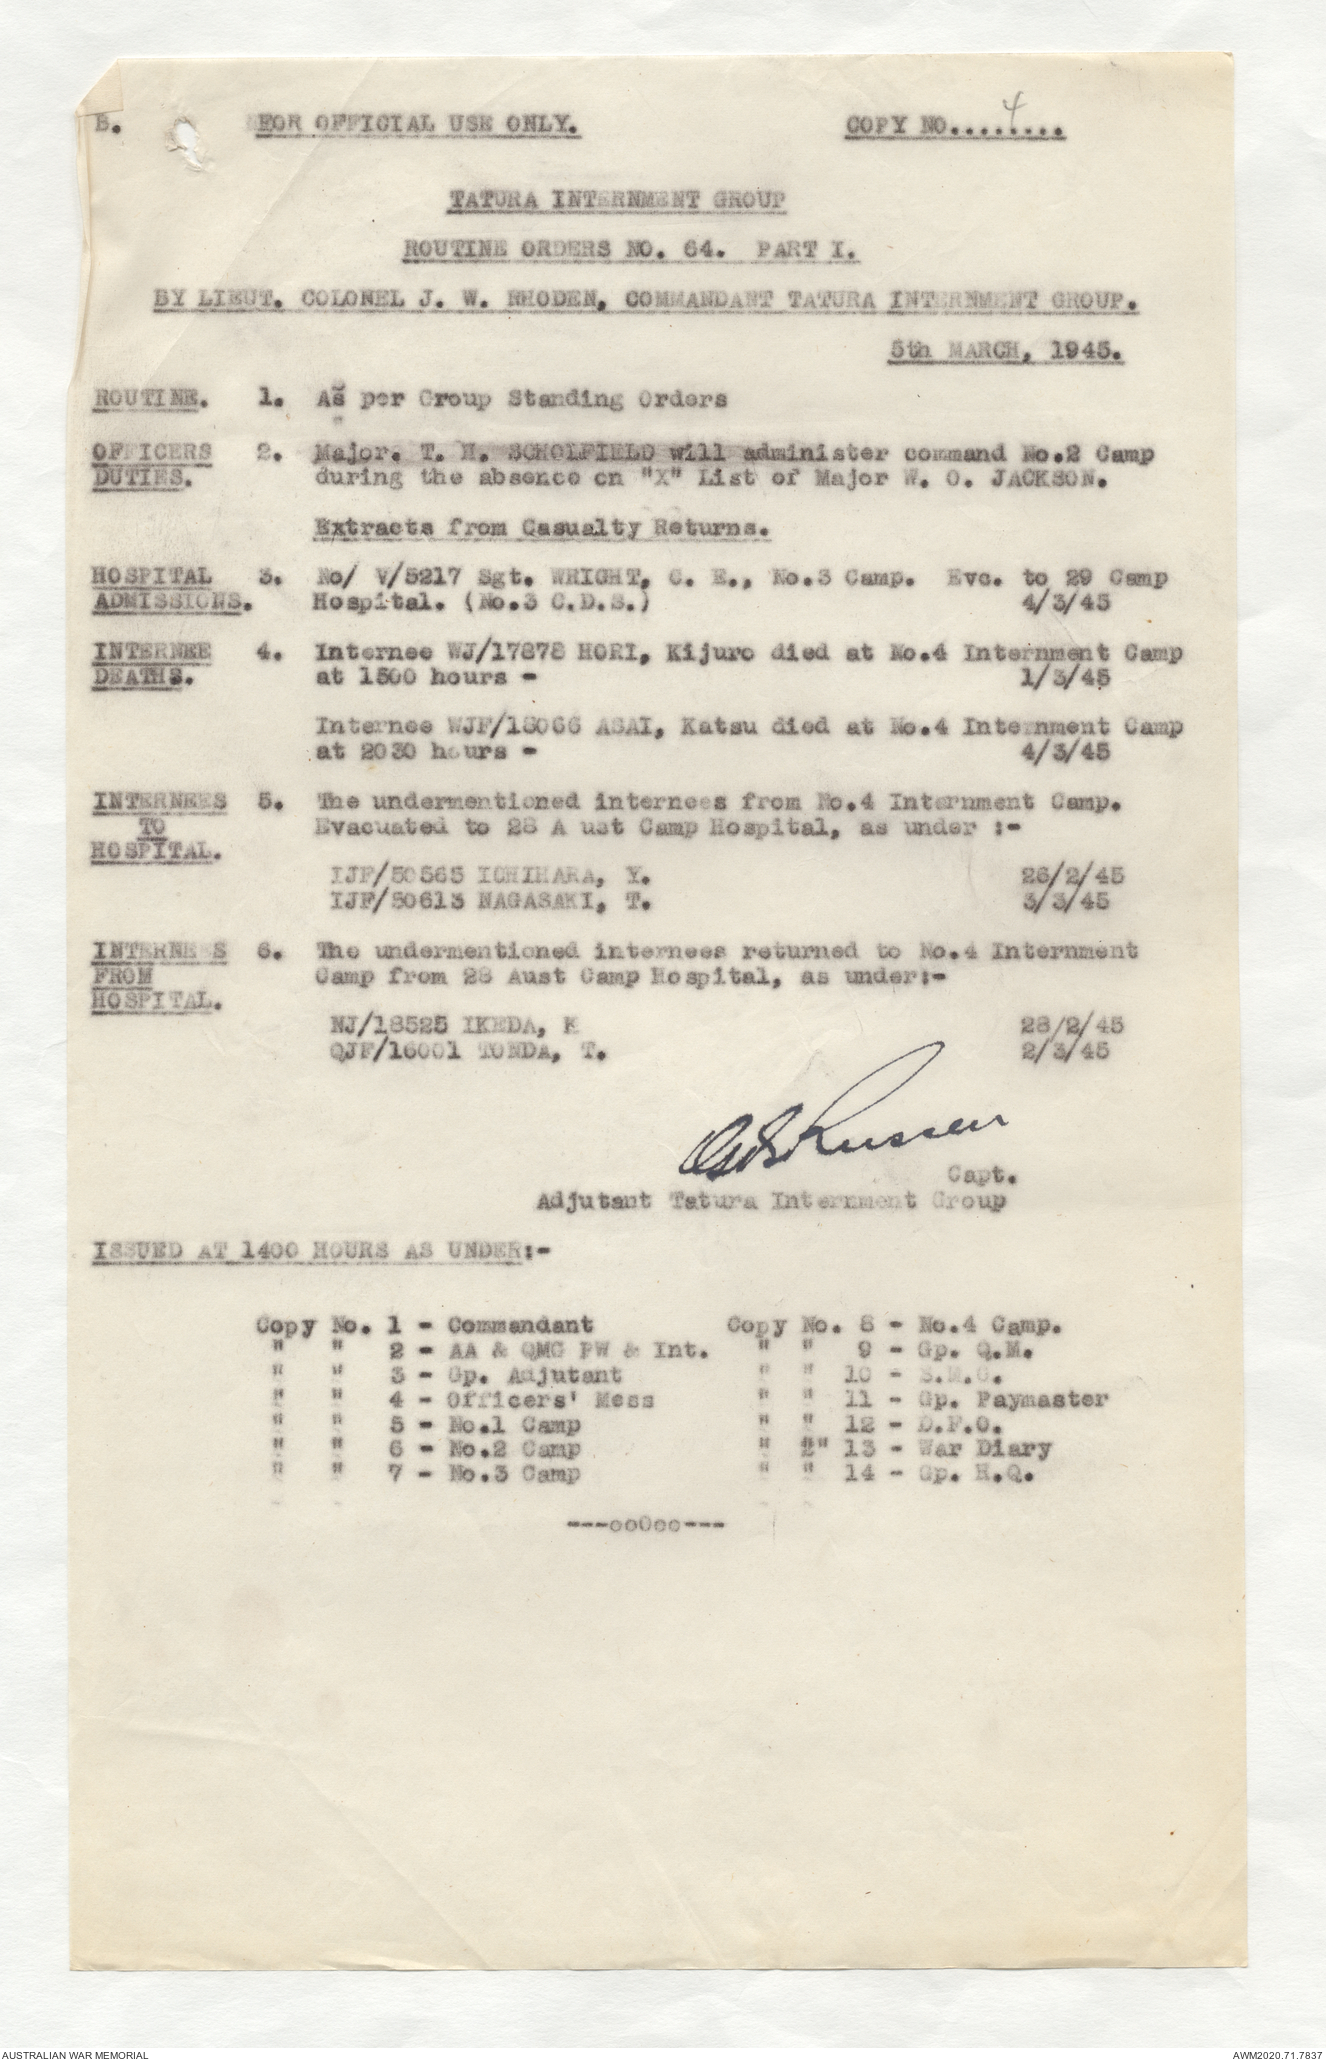 B. FOR OFFICIAL USE ONLY. COPY NO....4....
TATURA INTERNMENT GROUP
ROUTINE ORDERS NO. 64. PART I.
BY LIEUT. COLONEL J. W. RHODEN, COMMANDANT TATURA INTERNMENT GROUP.
5th MARCH, 1945.
ROUTINE. 1. As per Group Standing Orders
OFFICERS 2. Major. T. H. SCHOLFIELD will administer command No.2 Camp
DUTIES. during the absence on "X" List of Major W. O. JACKSON.
Extracts from Casualty Returns.
HOSPITAL 3. No/ V/5217 Sgt. WRIGHT, C. E., No.3 Camp. Evc. to 29 Camp
ADMISSIONS. Hospital. (No.3 C.D.S.) 4/3/45
INTERNEE 4. Internee WJ/17878 HORI, Kijuro died at No.4 Internment Camp
DEATHS. at 1500 hours - 1/3/45
Internee WJF/18066 ASAI, Katsu died at No.4 Internment Camp
at 2030 hours - 4/3/45
INTERNEES 5. The undermentioned internees from No.4 Internment Camp.
TO Evacuated to 28 A ust Camp Hospital, as under :-
HOSPITAL.
IJF/50565 ICHIHARA, Y. 26/2/45
IJF/50613 NAGASAKI, T. 3/3/45
INTERNEES 6. The undermentioned internees returned to No.4 Internment
FROM Camp from 28 Aust Camp Hospital, as under:-
HOSPITAL.
NJ/18525 IKEDA, K 28/2/45
QJF/16001 TONDA, T. 2/3/45
Capt.
Adjutant Tatura Internment Group
ISSUED AT 1400 HOURS AS UNDER:-
Copy No. 1 - Commandant Copy No. 8 - No.4 Camp.
" " 2 - AA & QMG PW & Int. " " 9 - Gp. Q.M.
" " 3 - Gp. Adjutant " " 10 - S.M.O.
" " 4 - Officers' Mess " " 11 - Gp. Paymaster
" " 5 - No.1 Camp " " 12 - D.F.O.
" " 6 - No.2 Camp " 2" 13 - War Diary
" " 7 - No.3 Camp " " 14 - Gp. H.Q.
---ooOoo---
AUSTRALIAN WAR MEMORIAL AWM2020.71.7837